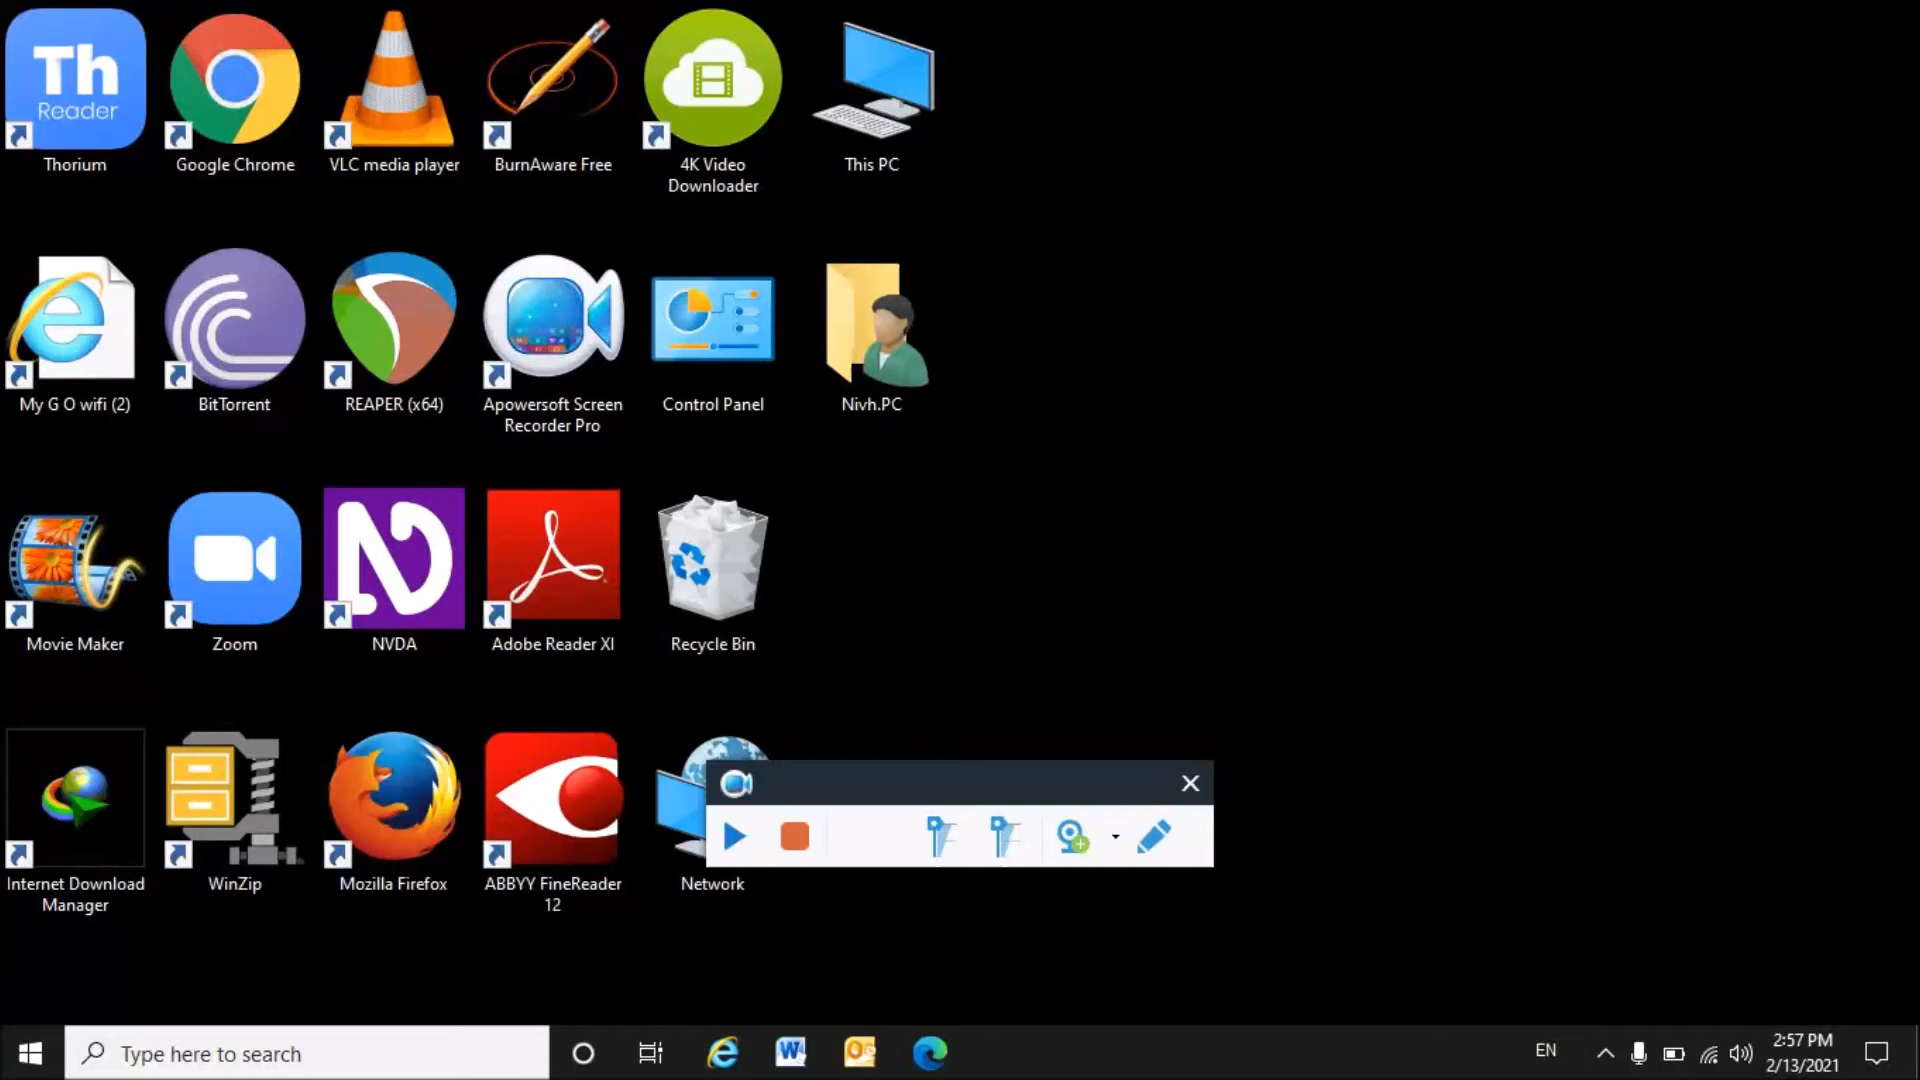 Th
Reader
Thorium
Google Chrome
VLC media player
BurnAware Free
4K Video
Downloader
This PC
My G O wifi (2)
BitTorrent
REAPER (x64)
Apowersoft Screen
Recorder Pro
Control Panel
Nivh.PC
Movie Maker
Zoom
NVDA
Adobe Reader XI
Recycle Bin
Internet Download
Manager
WinZip
Mozilla Firefox
ABBYY FineReader
12
Network
Type here to search
EN
2:57 PM
2/13/2021